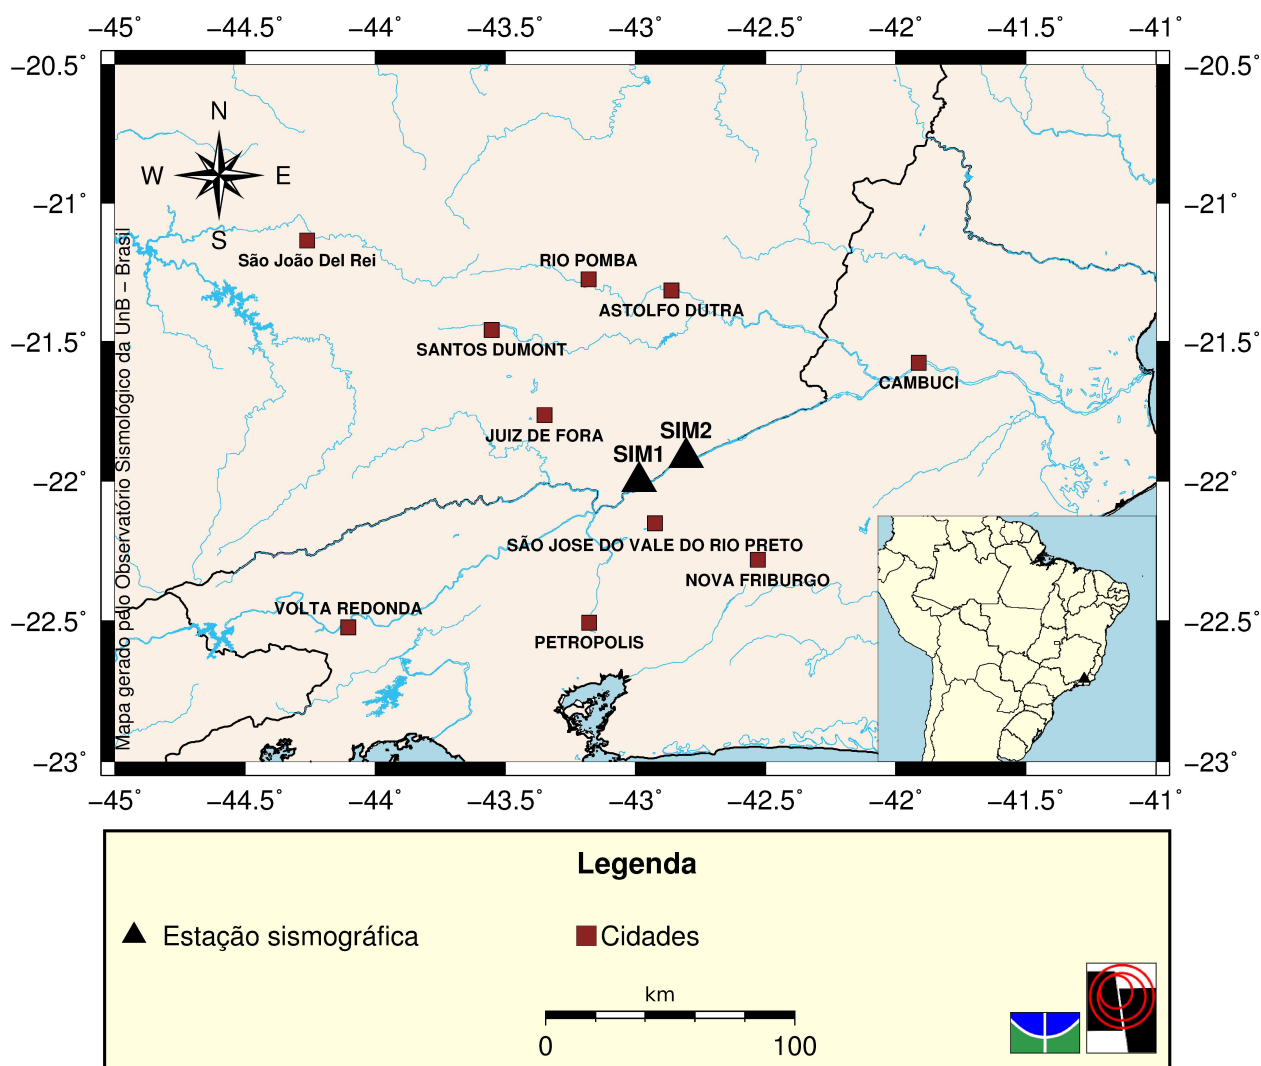 −45˚ −44.5˚ −44˚ −43.5˚ −43˚ −42.5˚ −42˚ −41.5˚ −41˚
−20.5˚ −20.5˚
N
W E
S
−21˚ −21˚
São João Del Rei
RIO POMBA
ASTOLFO DUTRA
−21.5˚ −21.5˚
SANTOS DUMONT
CAMBUCI
JUIZ DE FORA
SIM2
SIM1
−22˚ −22˚
SÃO JOSE DO VALE DO RIO PRETO
NOVA FRIBURGO
VOLTA REDONDA
−22.5˚ −22.5˚
PETROPOLIS
−23˚ −23˚
Mapa gerado pelo Observatório Sismológico da UnB − Brasil
−45˚ −44.5˚ −44˚ −43.5˚ −43˚ −42.5˚ −42˚ −41.5˚ −41˚
Legenda
Estação sismográfica Cidades
km
0 100